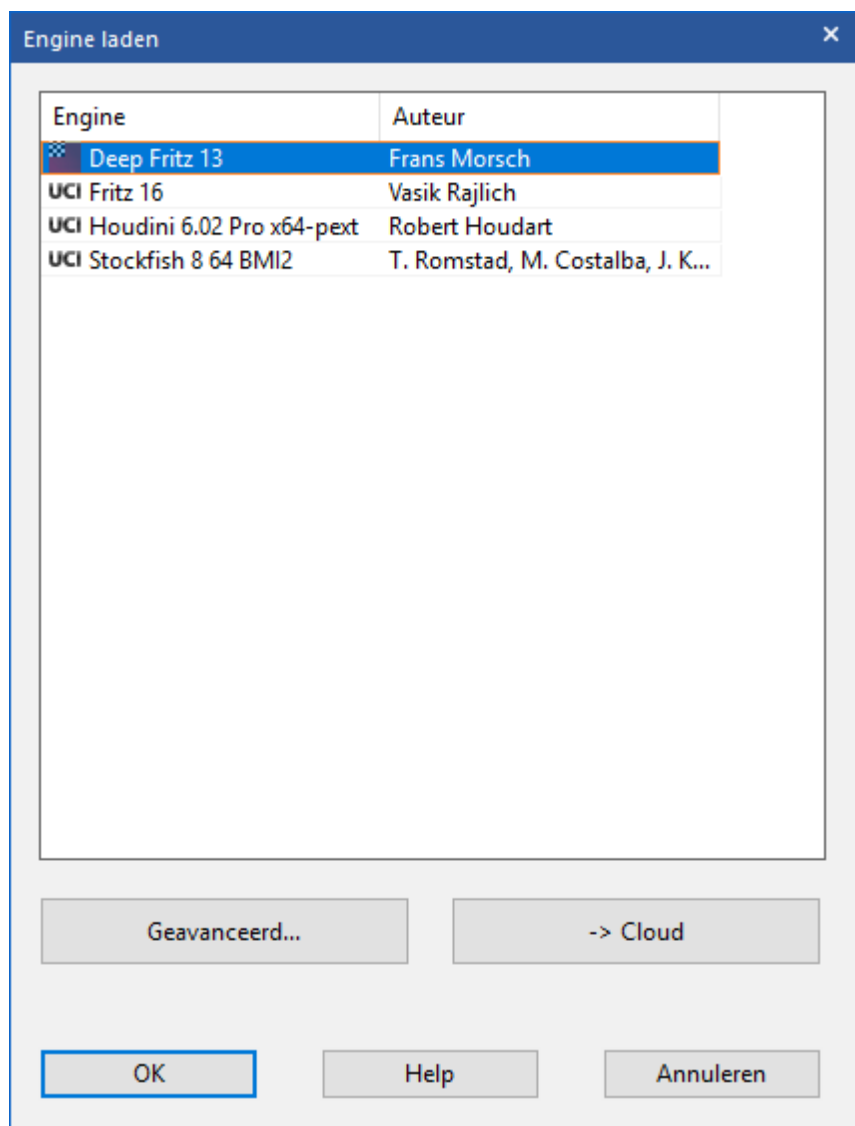 Engine laden
Engine Auteur
Deep Fritz 13 Frans Morsch
UCI Fritz 16 Vasik Rajlich
UCI Houdini 6.02 Pro x64-pext Robert Houdart
UCI Stockfish 8 64 BMI2 T. Romstad, M. Costalba, J. K...
Geavanceerd... -> Cloud
OK Help Annuleren